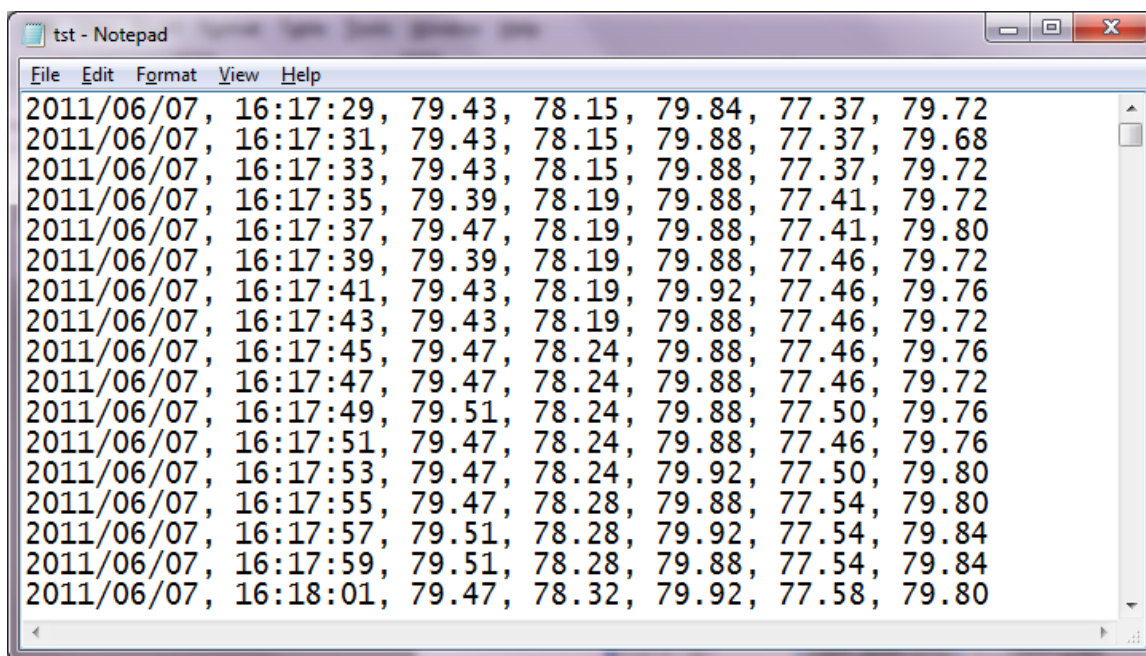 tst - Notepad
File Edit Format View Help
2011/06/07, 16:17:29, 79.43, 78.15, 79.84, 77.37, 79.72
2011/06/07, 16:17:31, 79.43, 78.15, 79.88, 77.37, 79.68
2011/06/07, 16:17:33, 79.43, 78.15, 79.88, 77.37, 79.72
2011/06/07, 16:17:35, 79.39, 78.19, 79.88, 77.41, 79.72
2011/06/07, 16:17:37, 79.47, 78.19, 79.88, 77.41, 79.80
2011/06/07, 16:17:39, 79.39, 78.19, 79.88, 77.46, 79.72
2011/06/07, 16:17:41, 79.43, 78.19, 79.92, 77.46, 79.76
2011/06/07, 16:17:43, 79.43, 78.19, 79.88, 77.46, 79.72
2011/06/07, 16:17:45, 79.47, 78.24, 79.88, 77.46, 79.76
2011/06/07, 16:17:47, 79.47, 78.24, 79.88, 77.46, 79.72
2011/06/07, 16:17:49, 79.51, 78.24, 79.88, 77.50, 79.76
2011/06/07, 16:17:51, 79.47, 78.24, 79.88, 77.46, 79.76
2011/06/07, 16:17:53, 79.47, 78.24, 79.92, 77.50, 79.80
2011/06/07, 16:17:55, 79.47, 78.28, 79.88, 77.54, 79.80
2011/06/07, 16:17:57, 79.51, 78.28, 79.92, 77.54, 79.84
2011/06/07, 16:17:59, 79.51, 78.28, 79.88, 77.54, 79.84
2011/06/07, 16:18:01, 79.47, 78.32, 79.92, 77.58, 79.80